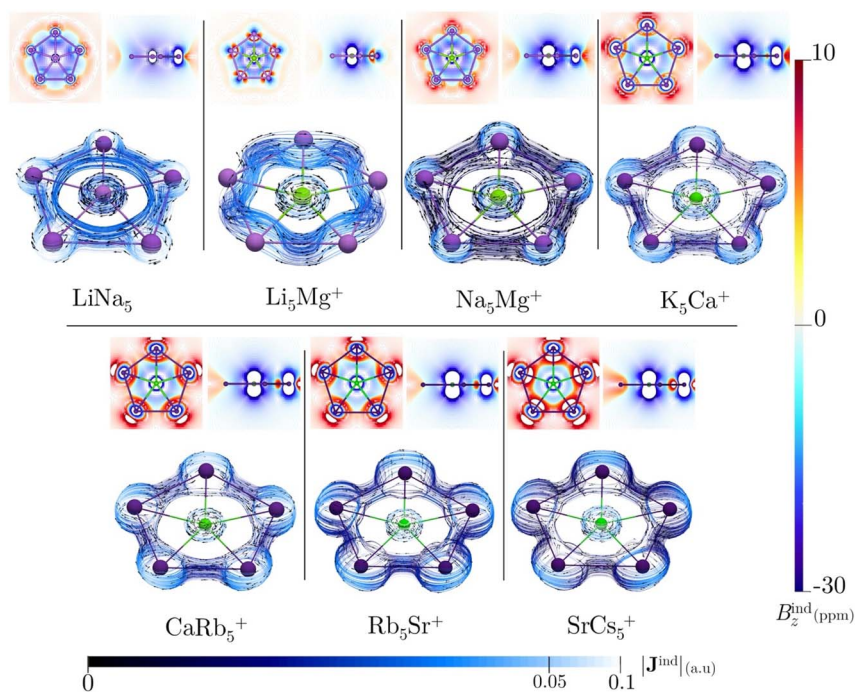 LiNa₅
Li₅Mg⁺
Na₅Mg⁺
K₅Ca⁺
CaRb₅⁺
Rb₅Sr⁺
SrCs₅⁺
10
0
-30
B_z^ind (ppm)
|J^ind| (a.u)
0
0.05
0.1